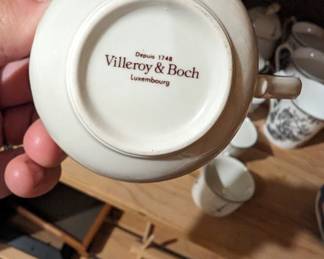 Depuis 1748
Villeroy & Boch
Luxembourg